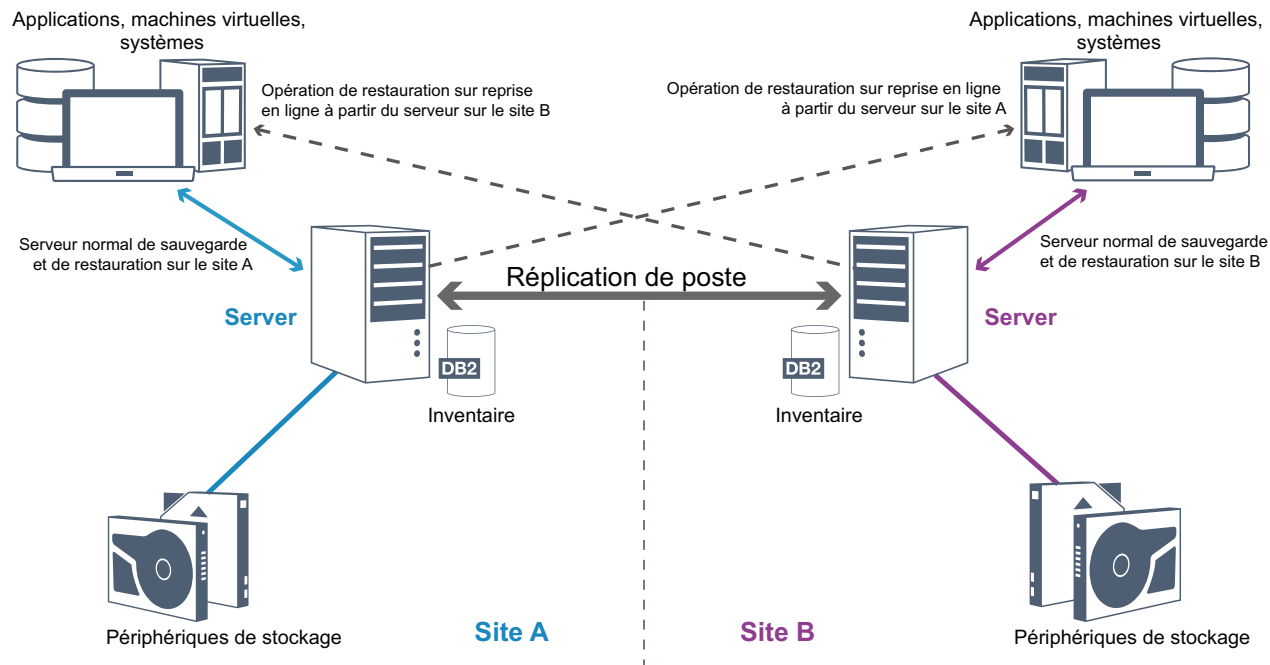 Applications, machines virtuelles,
systèmes
Applications, machines virtuelles,
systèmes
Opération de restauration sur reprise
en ligne à partir du serveur sur le site B
Opération de restauration sur reprise en ligne
à partir du serveur sur le site A
Serveur normal de sauvegarde
et de restauration sur le site A
Serveur normal de sauvegarde
et de restauration sur le site B
Réplication de poste
Server
Server
DB2
DB2
Inventaire
Inventaire
Périphériques de stockage
Site A
Site B
Périphériques de stockage